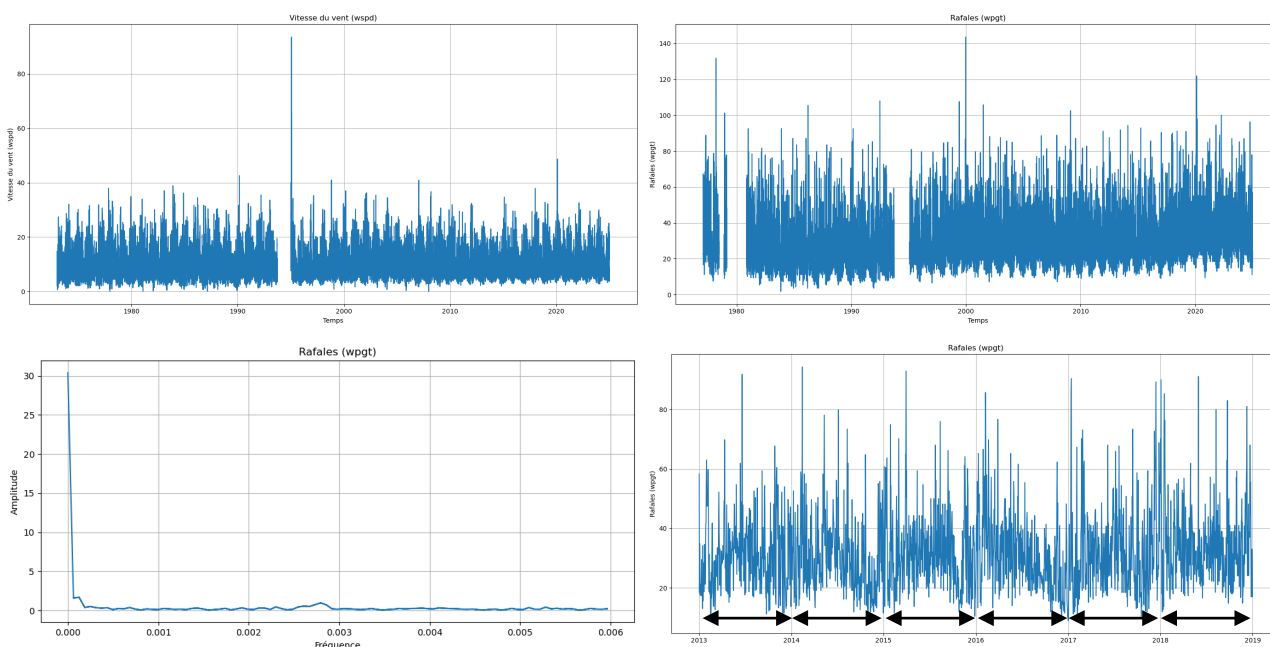 Vitesse du vent (wspd)
Vitesse du vent (wspd)
80
60
40
20
0
1980 1990 2000 2010 2020
Temps
Rafales (wpgt)
Rafales (wpgt)
140
120
100
80
60
40
20
0
1980 1990 2000 2010 2020
Temps
Rafales (wpgt)
Amplitude
30
25
20
15
10
5
0
0.000 0.001 0.002 0.003 0.004 0.005 0.006
Fréquence
Rafales (wpgt)
Rafales (wpgt)
80
60
40
20
2013 2014 2015 2016 2017 2018 2019